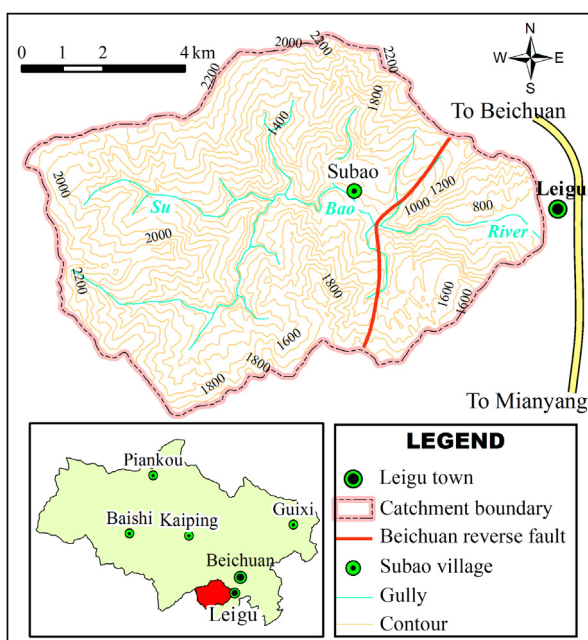 0 1 2 4 km
N
W E
S
2000
2200
2200
2200
1800
1400
To Beichuan
Subao
Leigu
1200
1000
800
2000
Su
Bao
River
2000
2200
1800
1600
1600
1600
1800
1800
To Mianyang
Piankou
Baishi
Kaiping
Guixi
Beichuan
Leigu
LEGEND
Leigu town
Catchment boundary
Beichuan reverse fault
Subao village
Gully
Contour